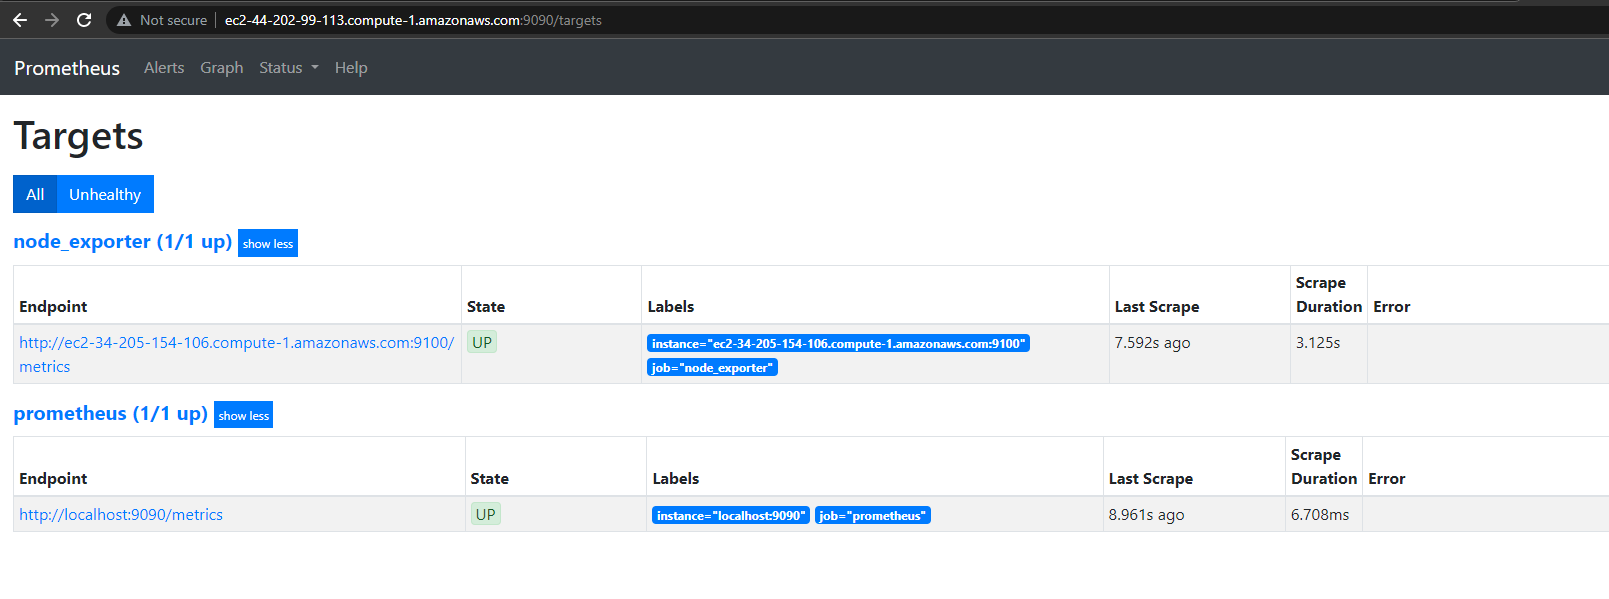 Not secure | ec2-44-202-99-113.compute-1.amazonaws.com:9090/targets
Prometheus Alerts Graph Status Help
Targets
All Unhealthy
node_exporter (1/1 up) show less
Endpoint State Labels Last Scrape Scrape Duration Error
http://ec2-34-205-154-106.compute-1.amazonaws.com:9100/ UP instance="ec2-34-205-154-106.compute-1.amazonaws.com:9100" 7.592s ago 3.125s
metrics job="node_exporter"
prometheus (1/1 up) show less
Endpoint State Labels Last Scrape Scrape Duration Error
http://localhost:9090/metrics UP instance="localhost:9090" job="prometheus" 8.961s ago 6.708ms